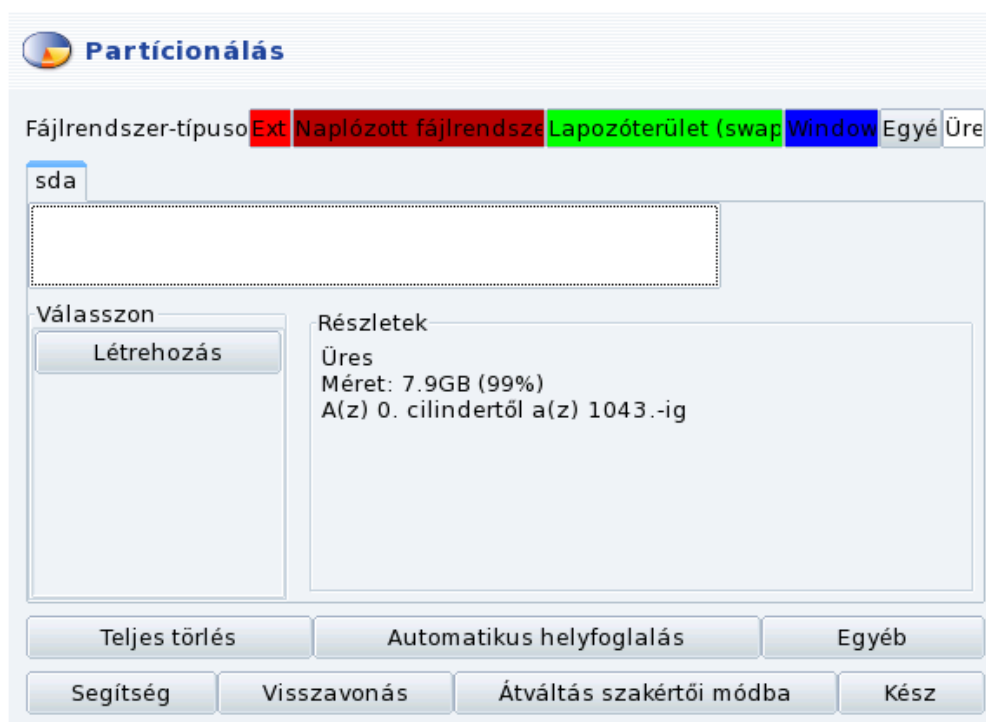 Partícionálás
Fájlrendszer-típuso Ext Naplózott fájlrendsze Lapozóterület (swap Window Egyé Üre
sda
Válasszon
Létrehozás
Részletek
Üres
Méret: 7.9GB (99%)
A(z) 0. cilindertől a(z) 1043.-ig
Teljes törlés Automatikus helyfoglalás Egyéb
Segítség Visszavonás Átváltás szakértői módba Kész